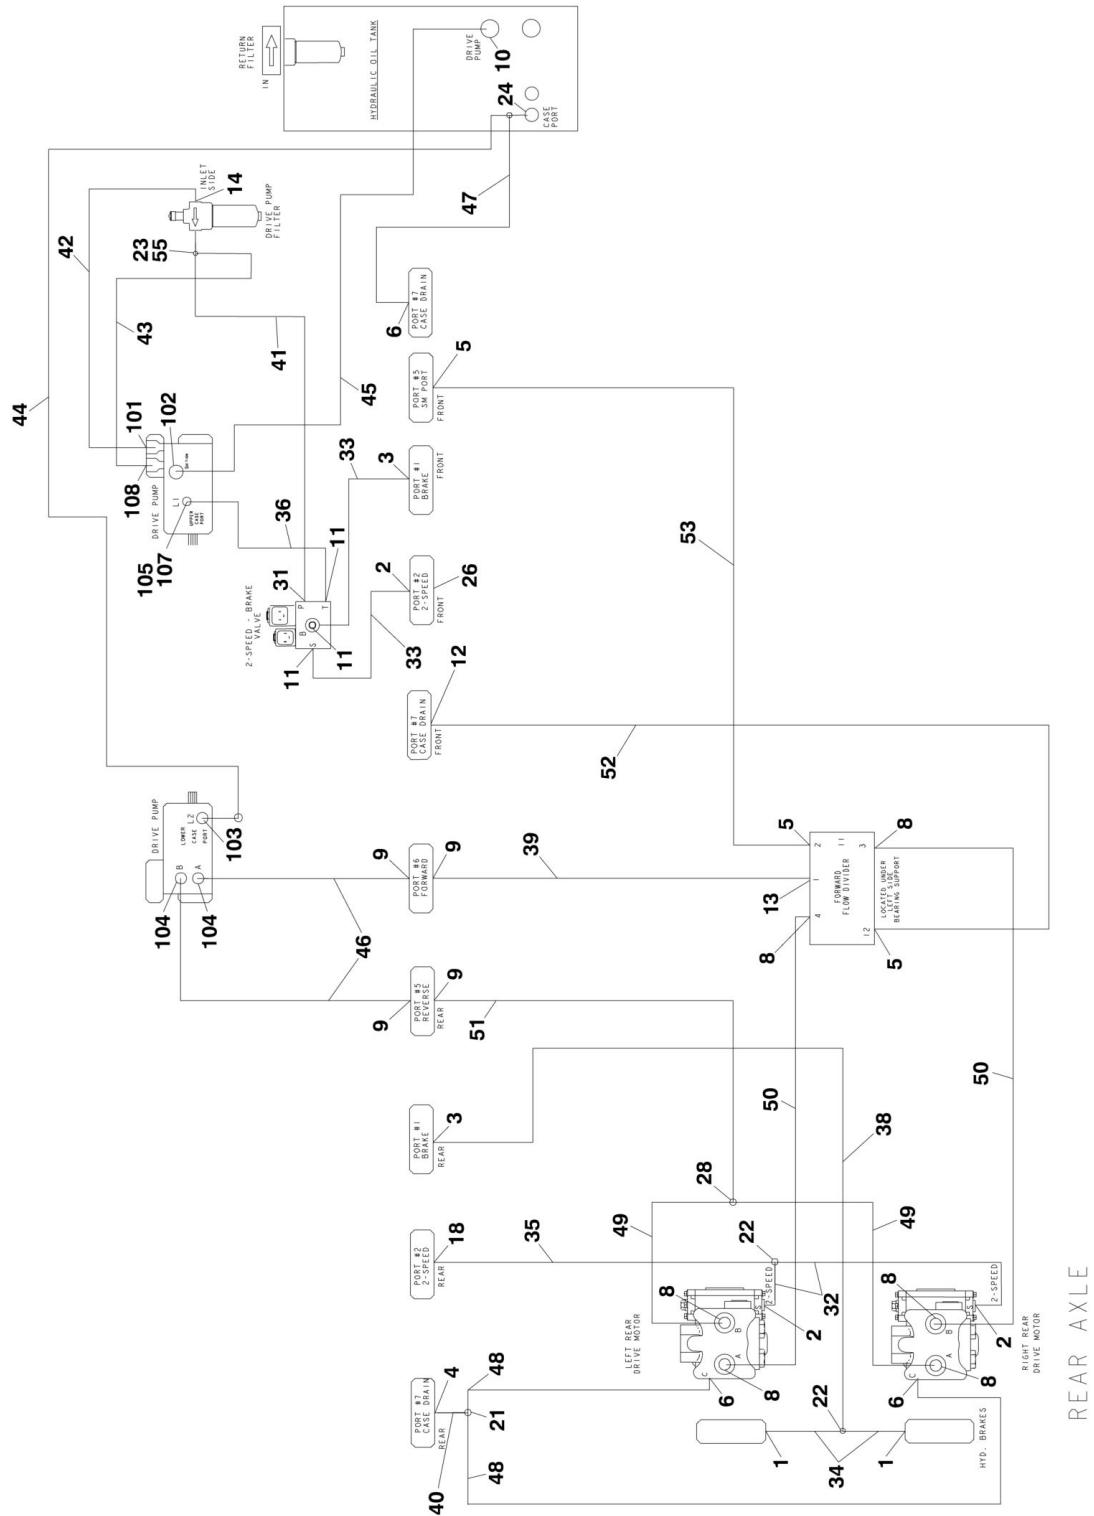 RETURN
FILTER
IN
HYDRAULIC OIL TANK
DRIVE
PUMP
10
24
CASE
PORT
44
42
43
23
55
INLET
SIDE
14
DRIVE PUMP
FILTER
41
45
47
101
102
108
DRIVE PUMP
L1
UPPER
CASE
PORT
105
107
36
11
31
2-SPEED - BRAKE
VALVE
P
T
B
S
11
11
33
33
6
PORT #7
CASE DRAIN
5
PORT #5
SM PORT
FRONT
3
PORT #1
BRAKE
FRONT
2
PORT #2
2-SPEED
FRONT
26
12
PORT #7
CASE DRAIN
FRONT
53
52
DRIVE PUMP
B
A
L2
LOWER
CASE
PORT
103
104
104
46
9
PORT #6
FORWARD
9
39
9
PORT #5
REVERSE
REAR
9
51
13
5
8
2
11
3
1
4
12
FORWARD
FLOW DIVIDER
LOCATED UNDER
LEFT SIDE
BEARING SUPPORT
8
5
50
50
PORT #1
BRAKE
REAR
3
38
28
PORT #2
2-SPEED
REAR
18
35
49
49
22
32
2-SPEED
2-SPEED
LEFT REAR
DRIVE MOTOR
8
B
A
S
C
2
8
6
RIGHT REAR
DRIVE MOTOR
8
B
A
S
C
2
8
6
PORT #7
CASE DRAIN
REAR
4
48
21
48
40
22
1
34
1
HYD. BRAKES
REAR AXLE